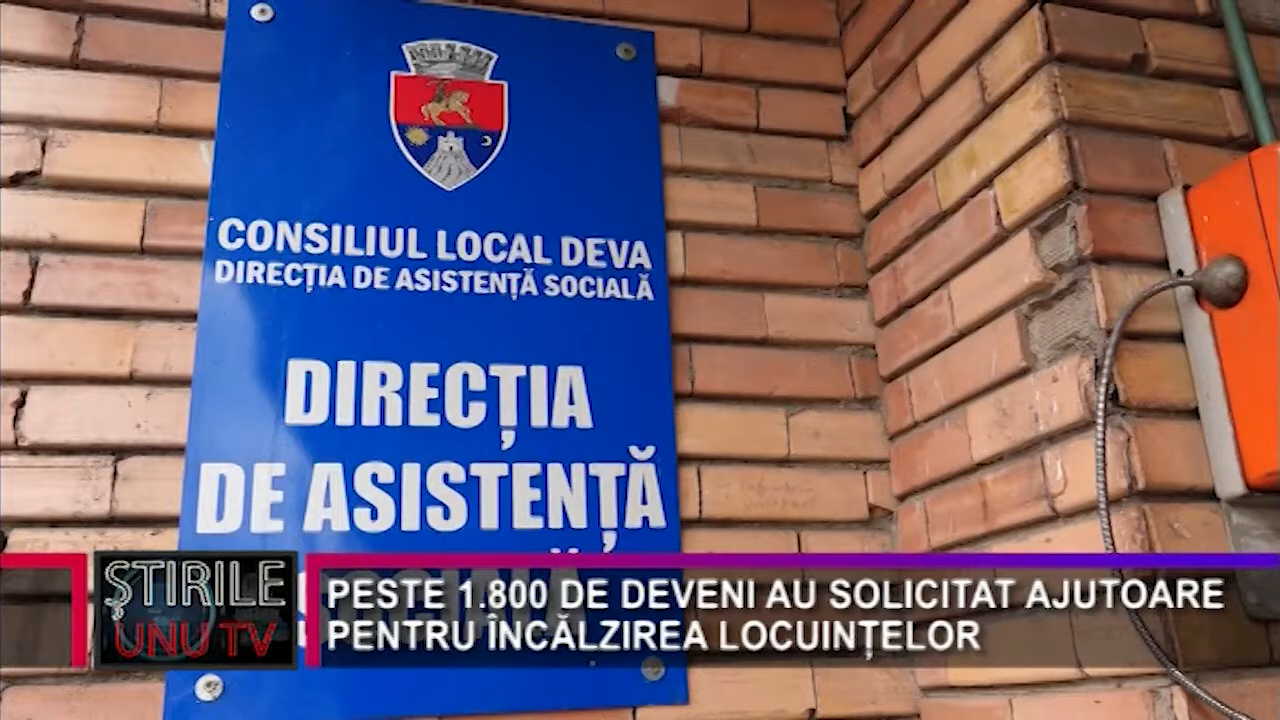 CONSILIUL LOCAL DEVA
DIRECȚIA DE ASISTENȚĂ SOCIALĂ
DIRECȚIA
DE ASISTENȚĂ
ȘTIRILE
UNU TV
PESTE 1.800 DE DEVENI AU SOLICITAT AJUTOARE
PENTRU ÎNCĂLZIREA LOCUINȚELOR